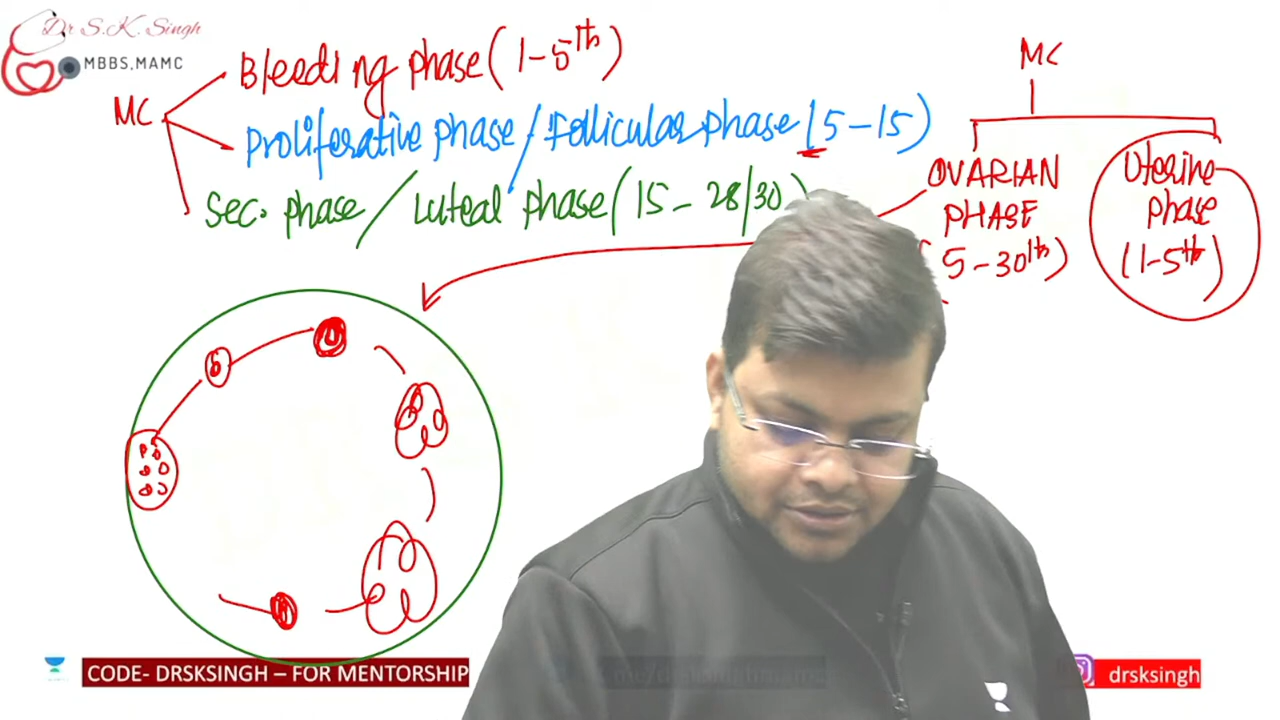 Dr S.K. Singh
MBBS,MAMC
MC
Bleeding phase (1-5th)
Proliferative phase / Follicular phase (5-15)
Sec. phase / Luteal phase (15-28/30)
MC
OVARIAN PHASE
(5-30th)
Uterine phase
(1-5th)
CODE- DRSKSINGH – FOR MENTORSHIP
drsksingh